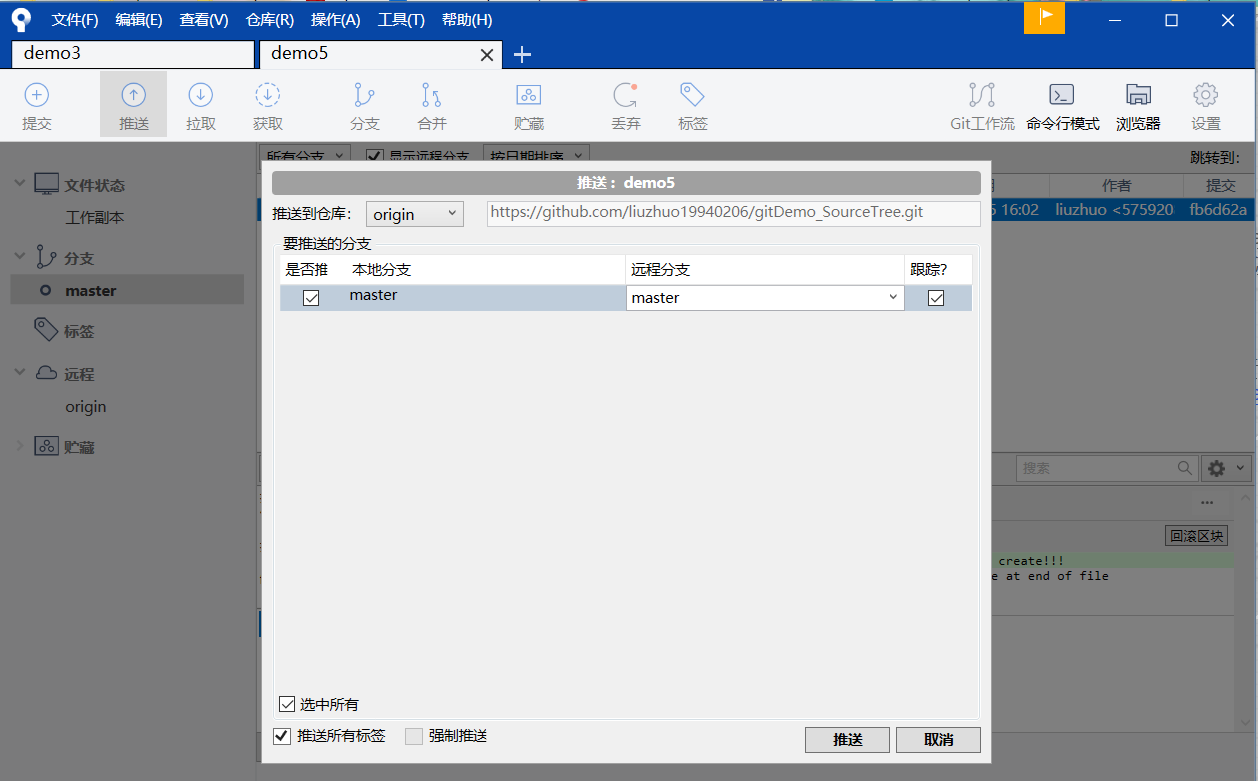 文件(F) 编辑(E) 查看(V) 仓库(R) 操作(A) 工具(T) 帮助(H)
demo3 demo5
提交 推送 拉取 获取 分支 合并 贮藏 丢弃 标签 Git工作流 命令行模式 浏览器 设置
所有分支 显示远程分支 按日期排序 跳转到:
文件状态
工作副本
分支
master
标签
远程
origin
贮藏
作者 提交
16:02 liuzhuo <575920 fb6d62a
推送 : demo5
推送到仓库: origin https://github.com/liuzhuo19940206/gitDemo_SourceTree.git
要推送的分支
是否推 本地分支 远程分支 跟踪?
master master
搜索
回滚区块
create!!!
e at end of file
选中所有
推送所有标签 强制推送
推送 取消